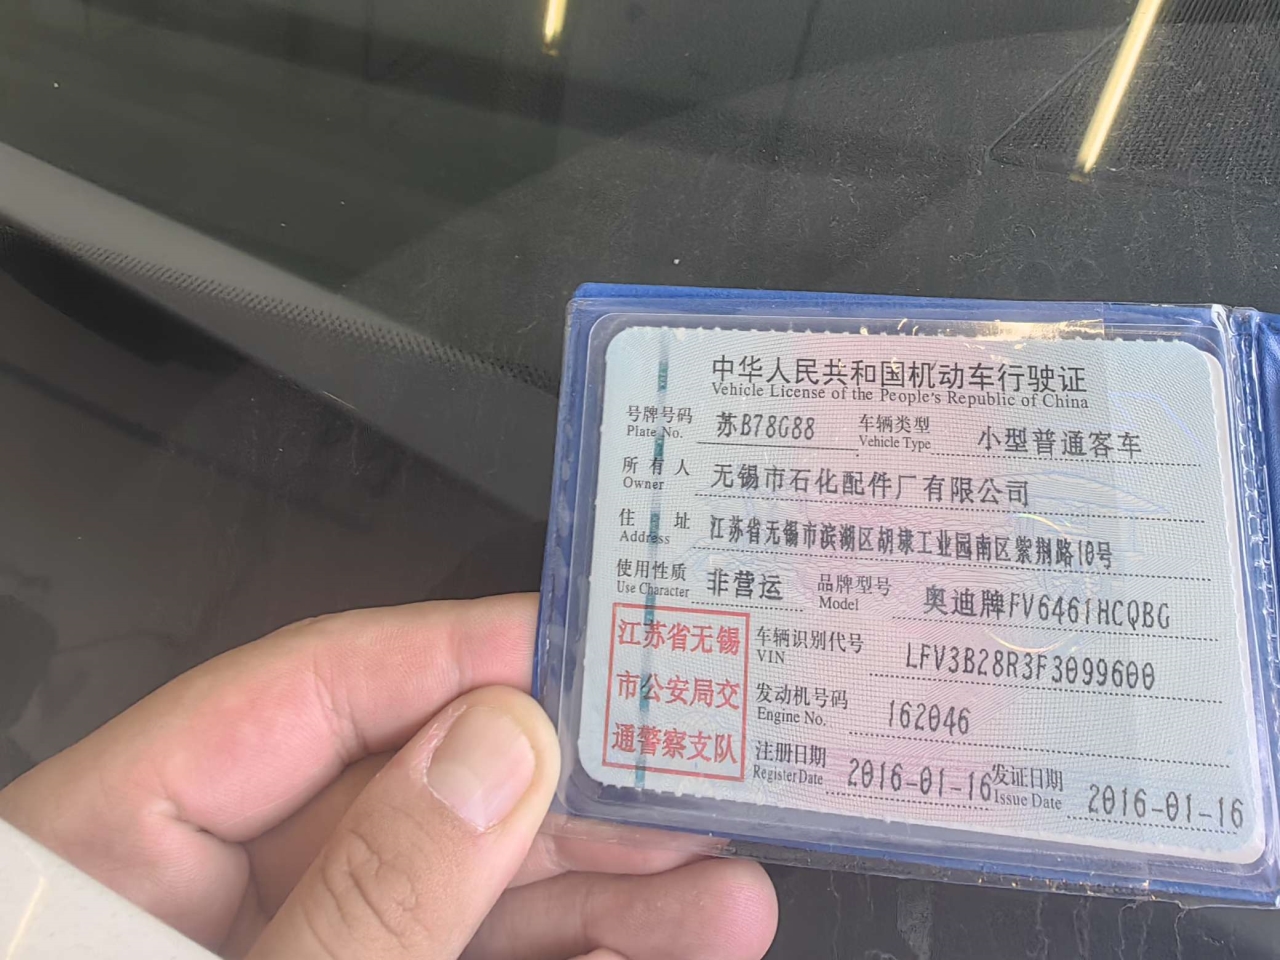 中华人民共和国机动车行驶证
Vehicle License of the People's Republic of China
号牌号码 苏B78G88 车辆类型 小型普通客车
Plate No. Vehicle Type
所有人 无锡市石化配件厂有限公司
Owner
住址 江苏省无锡市滨湖区胡埭工业园南区紫荆路10号
Address
使用性质 非营运 品牌型号 奥迪牌FV6461HCQBG
Use Character Model
江苏省无锡
市公安局交
通警察支队
车辆识别代号 LFV3B28R3F3099600
VIN
发动机号码 162046
Engine No.
注册日期 2016-01-16 发证日期 2016-01-16
Register Date Issue Date